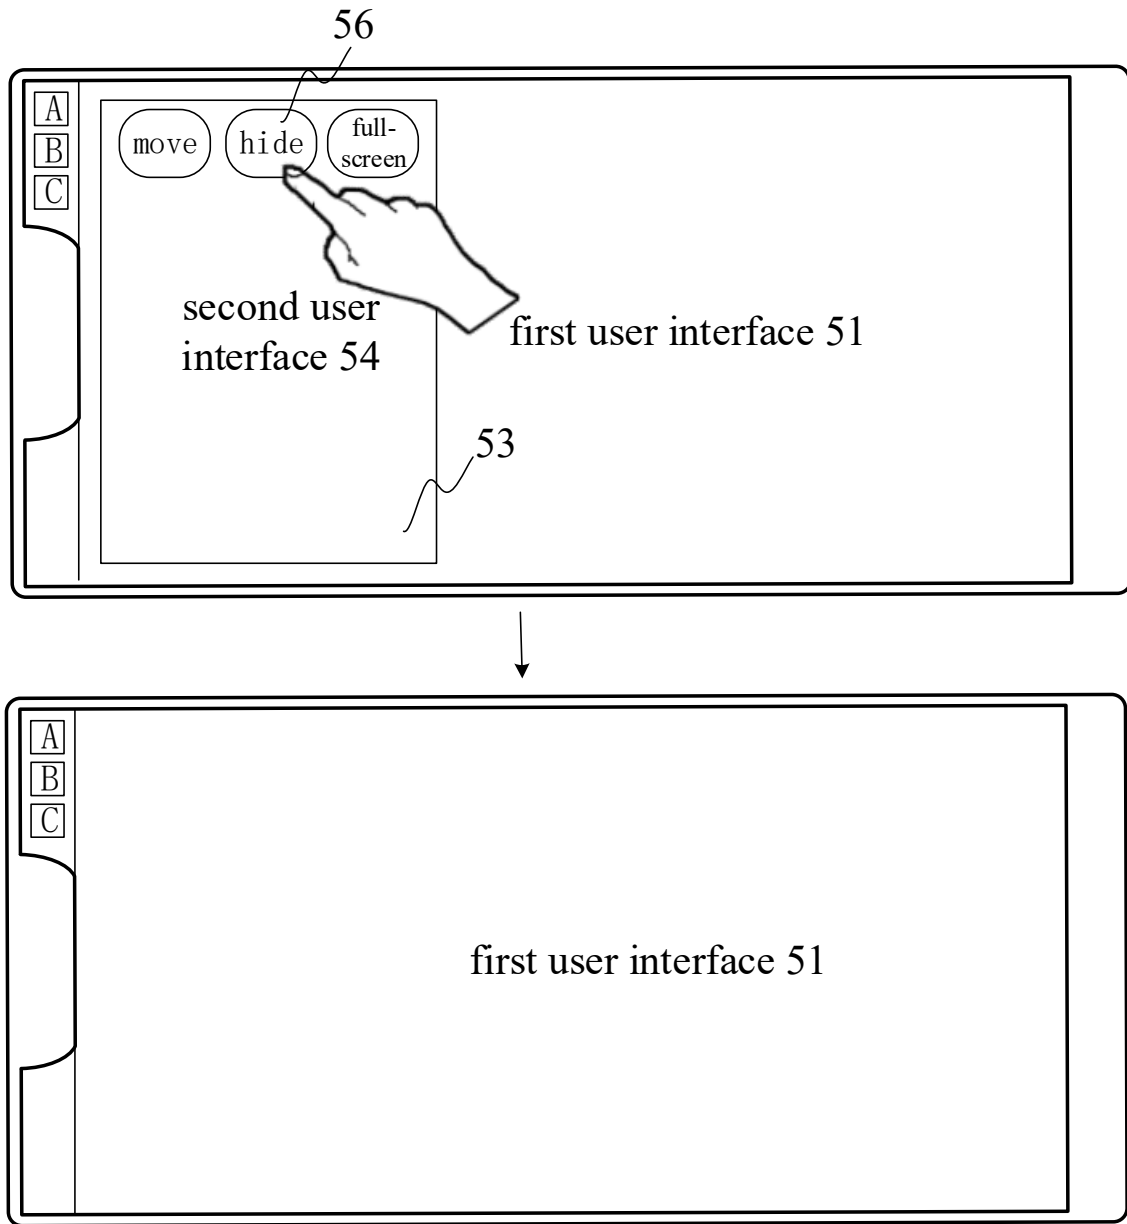 56
A
B
C
move
hide
full-
screen
second user
interface 54
first user interface 51
53
A
B
C
first user interface 51